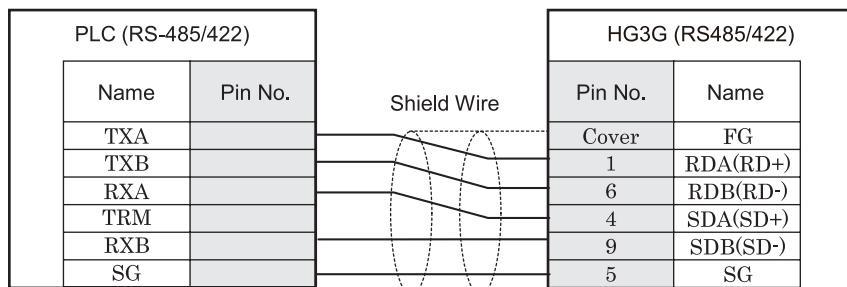 PLC (RS-485/422) HG3G (RS485/422)
Name Pin No. Shield Wire Pin No. Name
TXA Cover FG
TXB 1 RDA(RD+)
RXA 6 RDB(RD-)
TRM 4 SDA(SD+)
RXB 9 SDB(SD-)
SG 5 SG